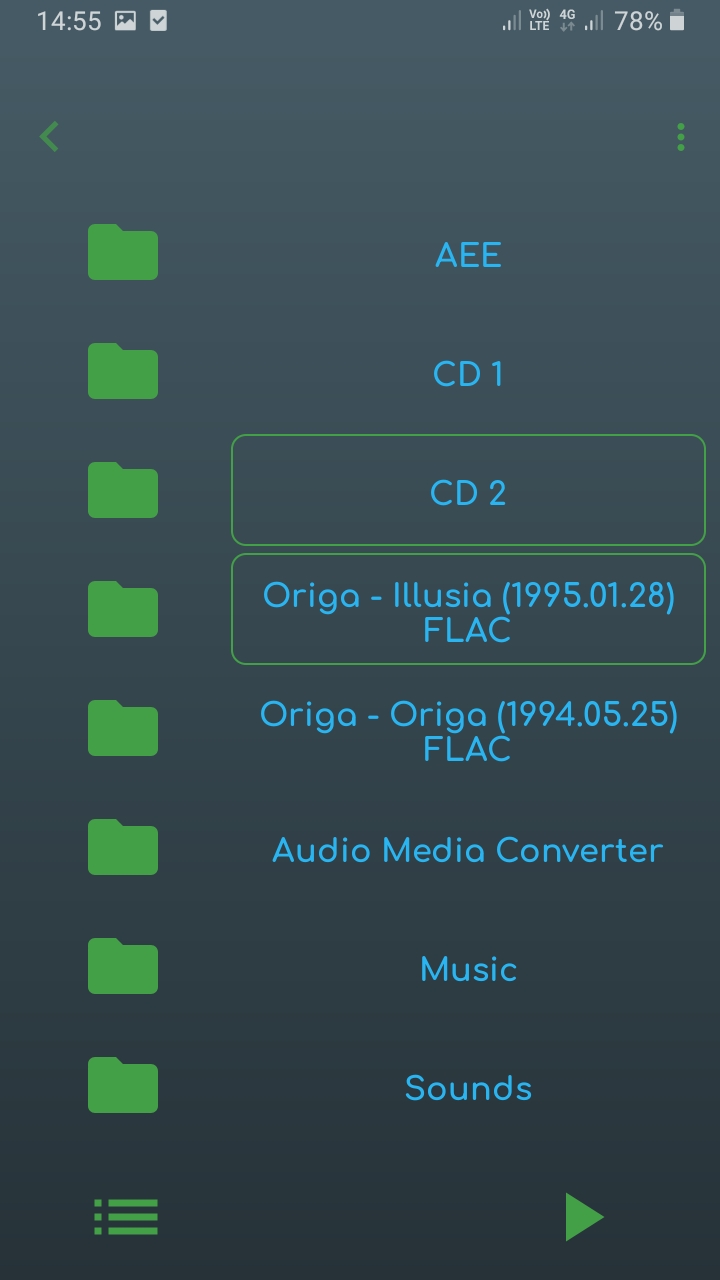 14:55 Vo)) LTE 4G 78%
AEE
CD 1
CD 2
Origa - Illusia (1995.01.28)
FLAC
Origa - Origa (1994.05.25)
FLAC
Audio Media Converter
Music
Sounds